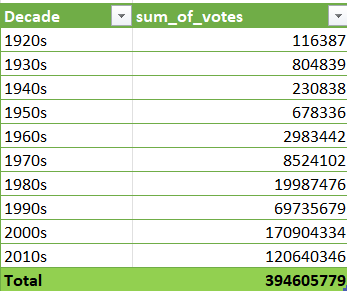 Decade sum_of_votes
1920s 116387
1930s 804839
1940s 230838
1950s 678336
1960s 2983442
1970s 8524102
1980s 19987476
1990s 69735679
2000s 170904334
2010s 120640346
Total 394605779